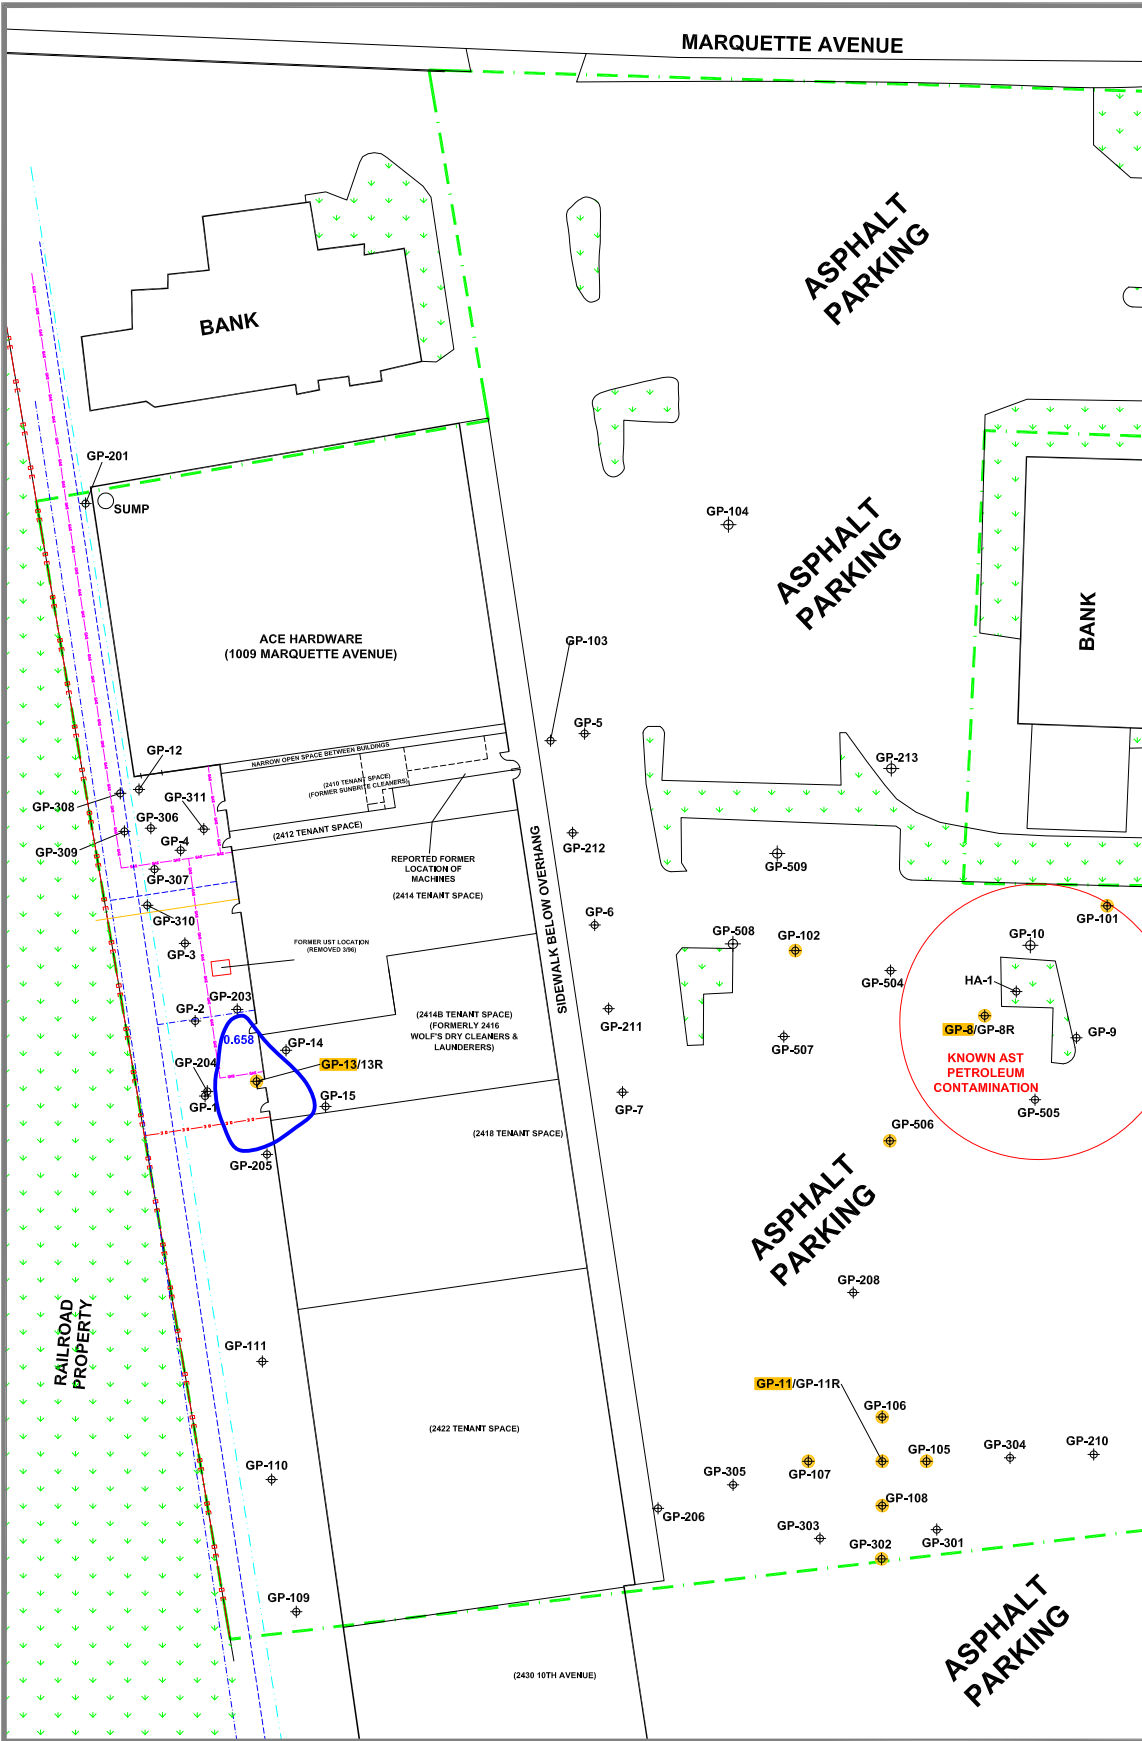 MARQUETTE AVENUE
ASPHALT
PARKING
BANK
GP-201
SUMP
GP-104
ASPHALT
PARKING
BANK
ACE HARDWARE
(1009 MARQUETTE AVENUE)
GP-103
GP-5
GP-12
NARROW OPEN SPACE BETWEEN BUILDINGS
GP-213
(2410 TENANT SPACE)
(FORMER SUNBRITE CLEANERS)
GP-308
GP-311
GP-306
GP-309
GP-4
(2412 TENANT SPACE)
GP-212
GP-307
REPORTED FORMER
LOCATION OF
MACHINES
(2414 TENANT SPACE)
SIDEWALK BELOW OVERHANG
GP-509
GP-310
GP-6
GP-101
GP-3
FORMER UST LOCATION
(REMOVED 3/96)
GP-508
GP-102
GP-10
GP-504
HA-1
GP-203
GP-2
(2414B TENANT SPACE)
(FORMERLY 2416
WOLF'S DRY CLEANERS &
LAUNDERERS)
GP-211
GP-8/GP-8R
GP-9
0.658
GP-14
GP-507
GP-204
GP-13/13R
KNOWN AST
PETROLEUM
CONTAMINATION
GP-1
GP-15
GP-7
GP-505
(2418 TENANT SPACE)
GP-506
GP-205
ASPHALT
PARKING
GP-208
RAILROAD
PROPERTY
GP-111
GP-11/GP-11R
GP-106
(2422 TENANT SPACE)
GP-105
GP-304
GP-210
GP-110
GP-305
GP-107
GP-108
GP-206
GP-303
GP-302
GP-301
GP-109
ASPHALT
PARKING
(2430 10TH AVENUE)